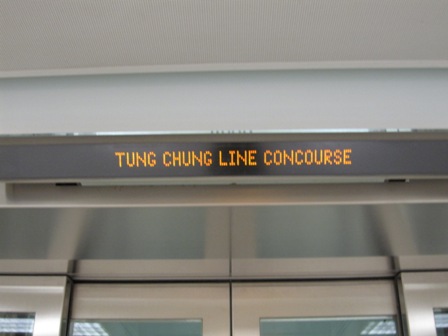 TUNG CHUNG LINE CONCOURSE